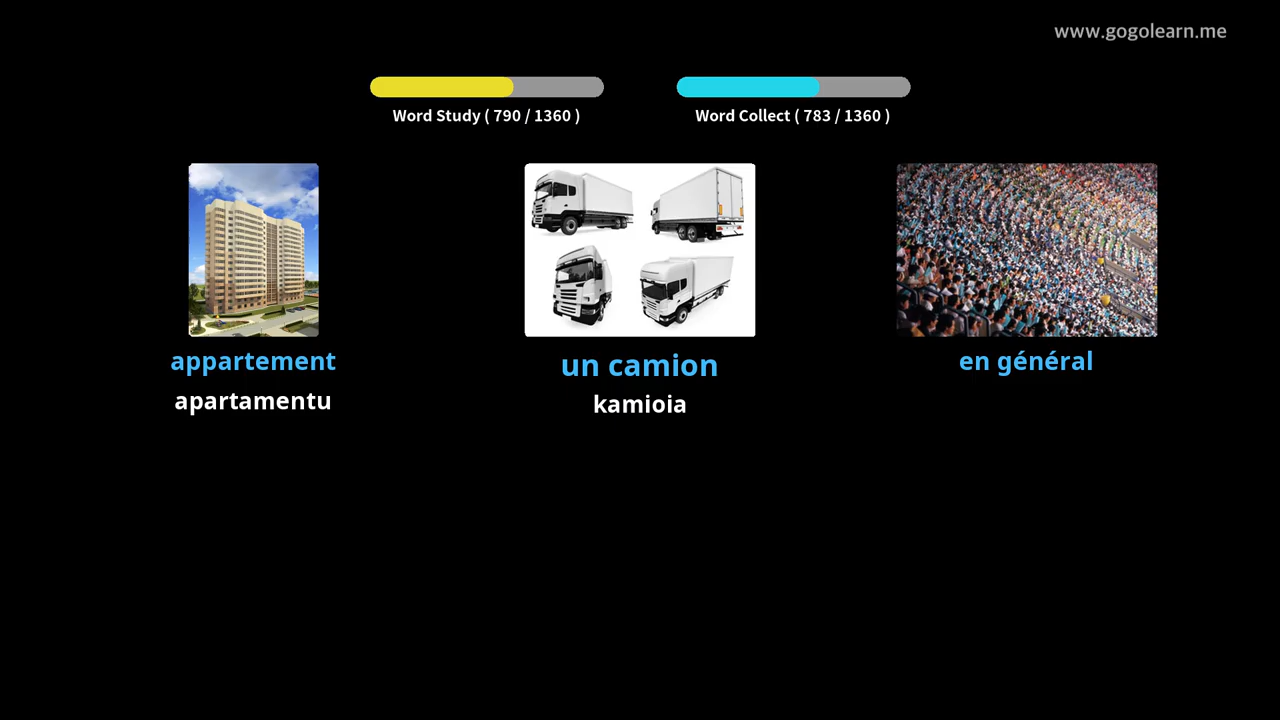 www.gogolearn.me
Word Study ( 790 / 1360 )
Word Collect ( 783 / 1360 )
appartement
apartamentu
un camion
kamioia
en général